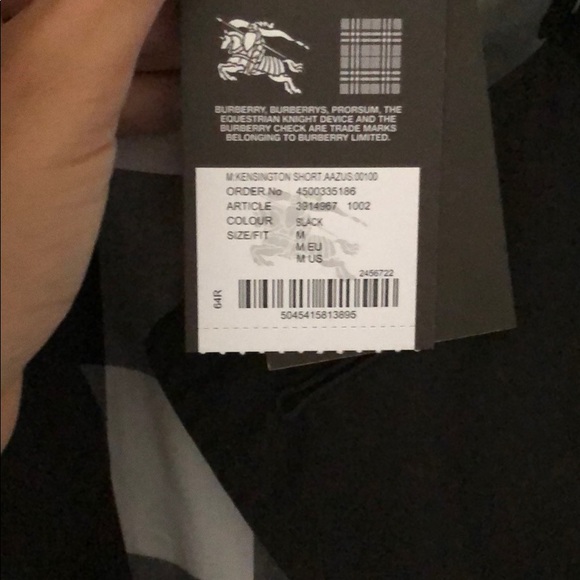 BURBERRY, BURBERRYS, PRORSUM, THE
EQUESTRIAN KNIGHT DEVICE AND THE
BURBERRY CHECK ARE TRADE MARKS
BELONGING TO BURBERRY LIMITED.
M:KENSINGTON SHORT:AAZUS:00100
ORDER.No 4500335186
ARTICLE 3914967 1002
COLOUR BLACK
SIZE/FIT M
M:EU
M:US
2456722
64R
5045415813895